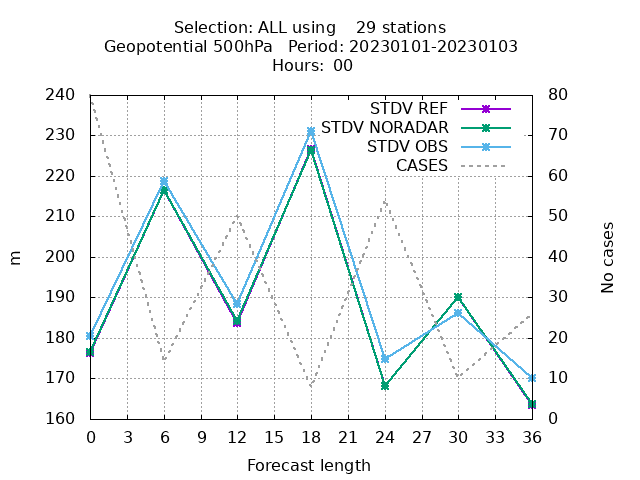 Selection: ALL using    29 stations
Geopotential 500hPa   Period: 20230101-20230103
Hours:  00
240
230
220
210
200
190
180
170
160
m
80
70
60
50
40
30
20
10
0
No cases
STDV REF
STDV NORADAR
STDV OBS
CASES
0 3 6 9 12 15 18 21 24 27 30 33 36
Forecast length